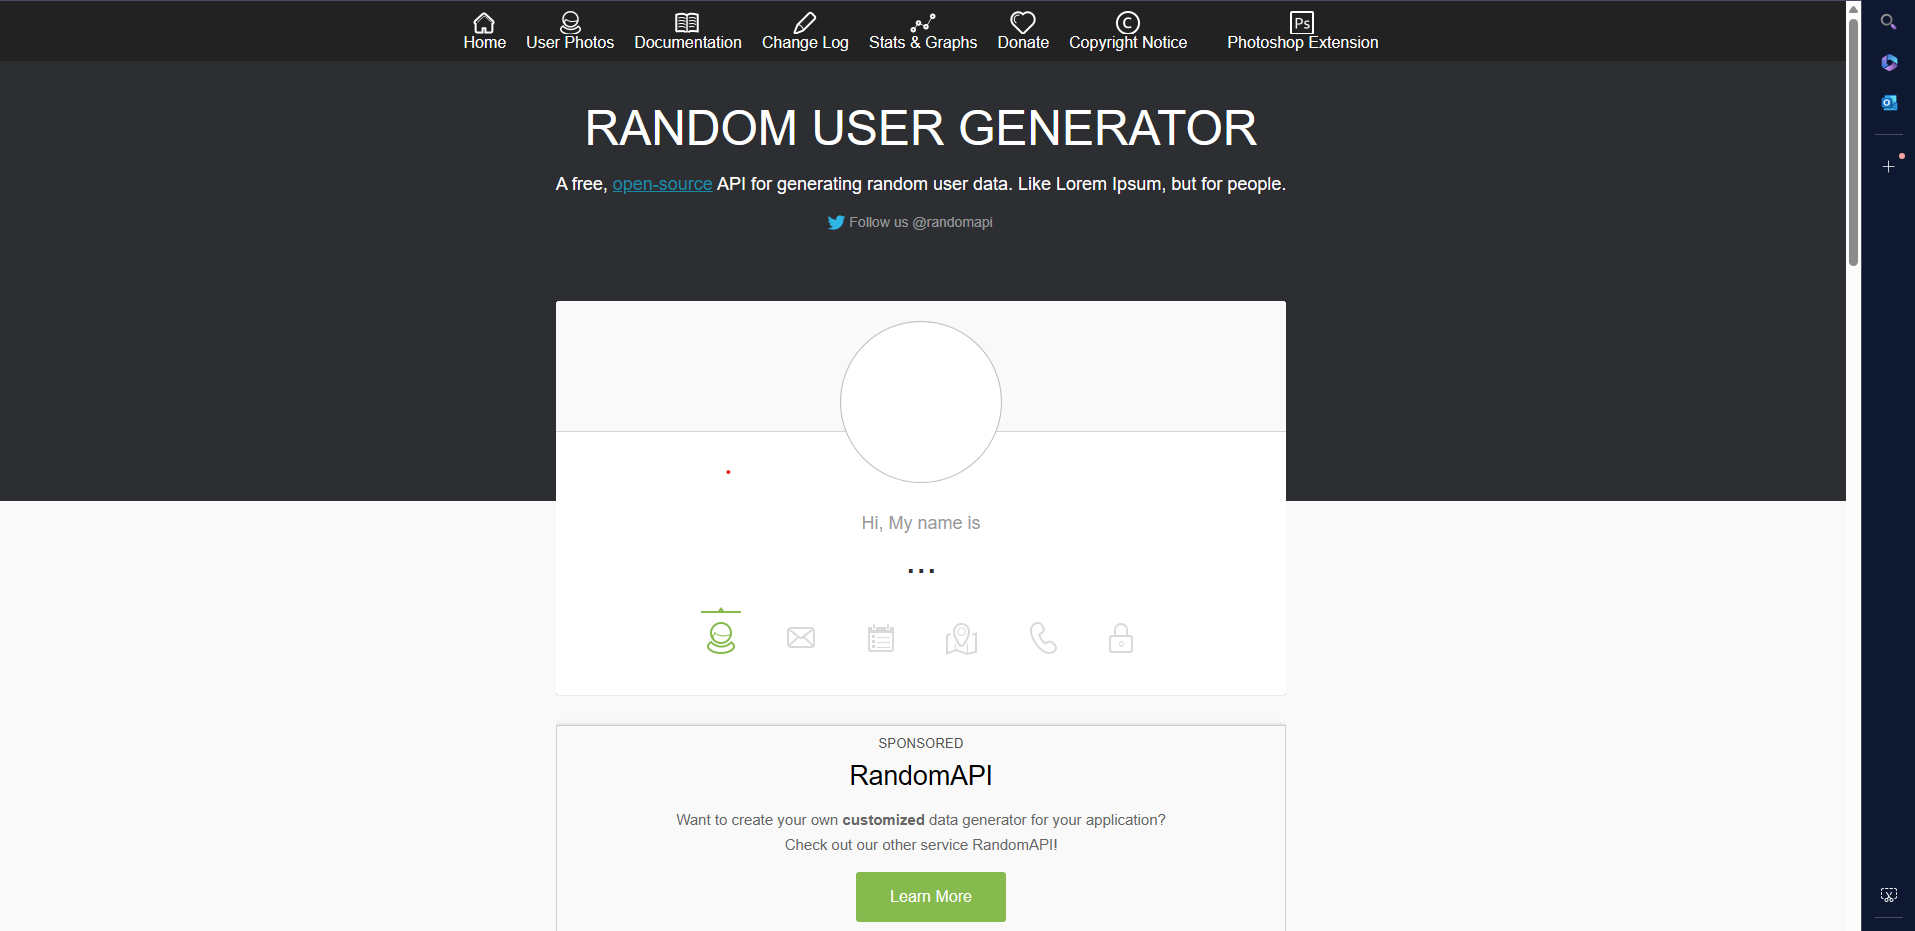 Home User Photos Documentation Change Log Stats & Graphs Donate Copyright Notice Photoshop Extension
RANDOM USER GENERATOR
A free, open-source API for generating random user data. Like Lorem Ipsum, but for people.
Follow us @randomapi
Hi, My name is
...
SPONSORED
RandomAPI
Want to create your own customized data generator for your application?
Check out our other service RandomAPI!
Learn More